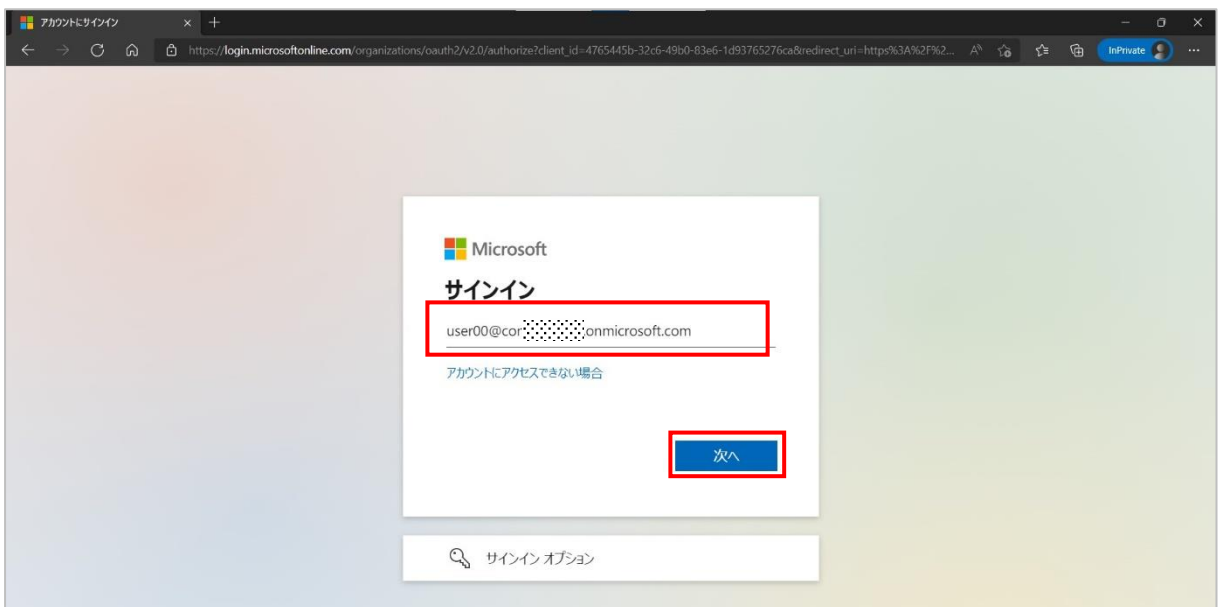 アカウントにサインイン
https://login.microsoftonline.com/organizations/oauth2/v2.0/authorize?client_id=4765445b-32c6-49b0-83e6-1d93765276ca&redirect_uri=https%3A%2F%2...
InPrivate
Microsoft
サインイン
user00@cor onmicrosoft.com
アカウントにアクセスできない場合
次へ
サインイン オプション